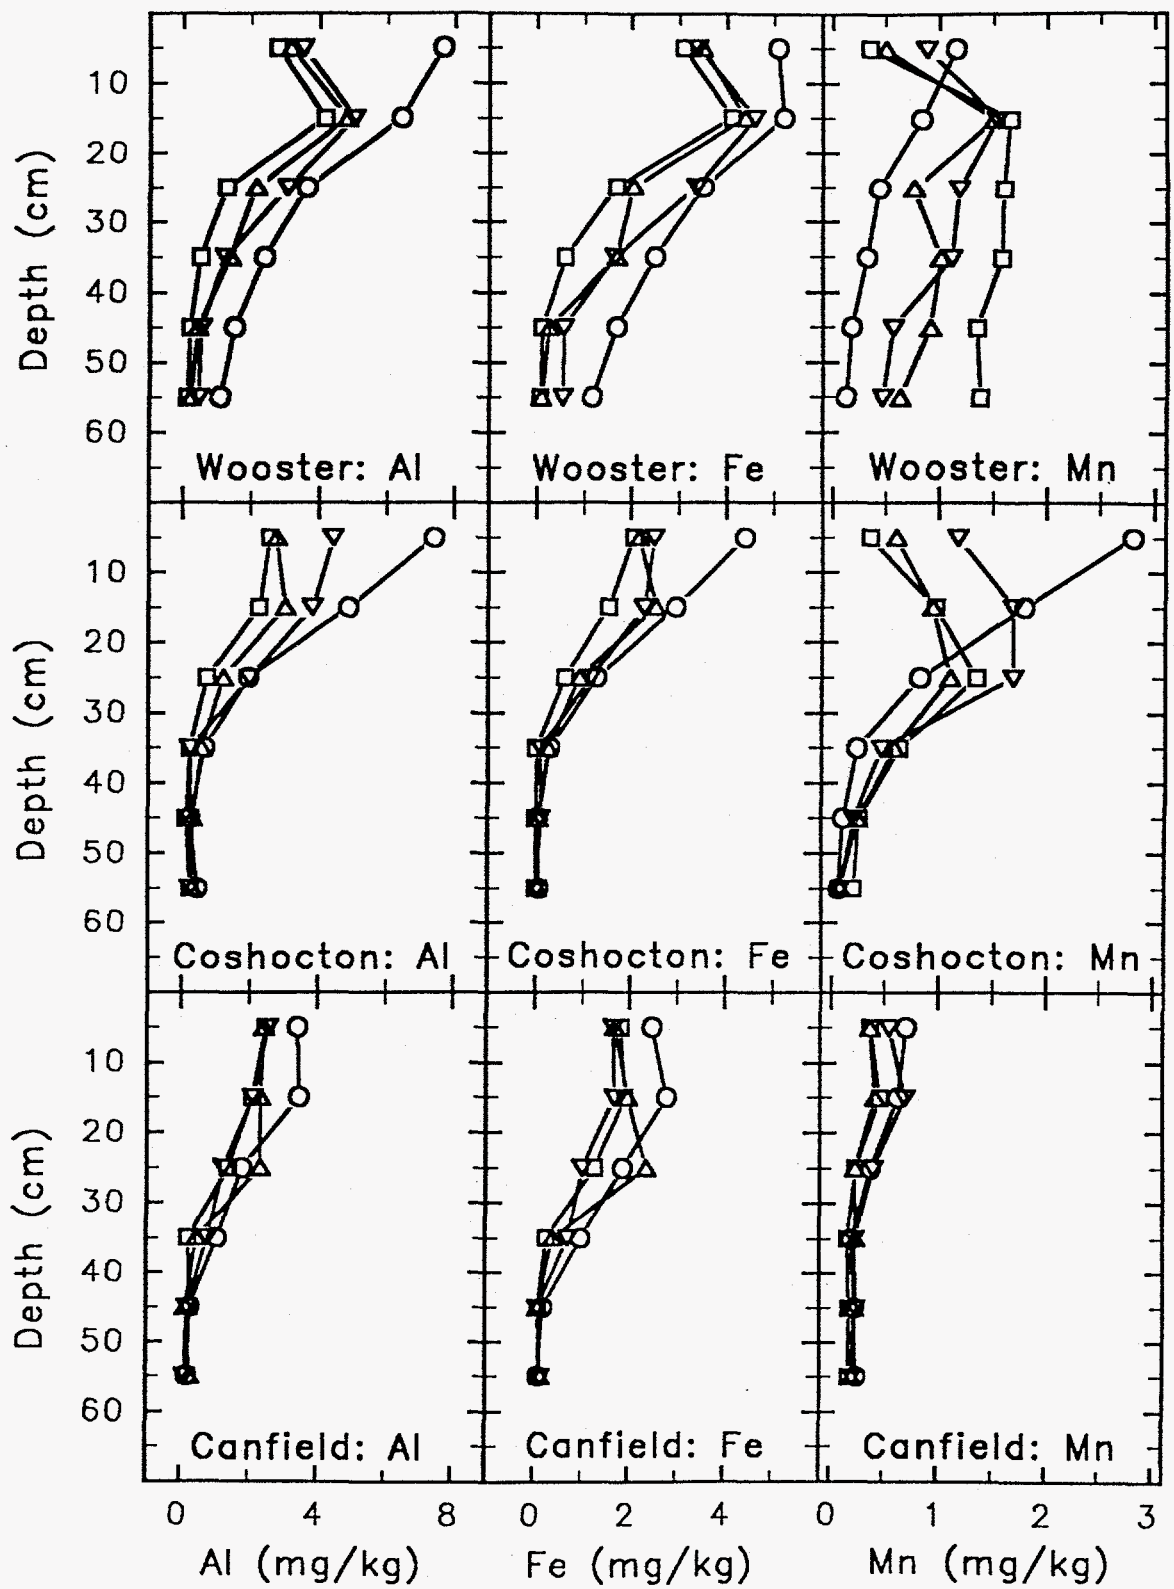 10
20
30
40
50
60
Depth (cm)
Wooster: Al
Wooster: Fe
Wooster: Mn
10
20
30
40
50
60
Depth (cm)
Coshocton: Al
Coshocton: Fe
Coshocton: Mn
10
20
30
40
50
60
Depth (cm)
Canfield: Al
Canfield: Fe
Canfield: Mn
0 4 8 0 2 4 0 1 2 3
Al (mg/kg) Fe (mg/kg) Mn (mg/kg)